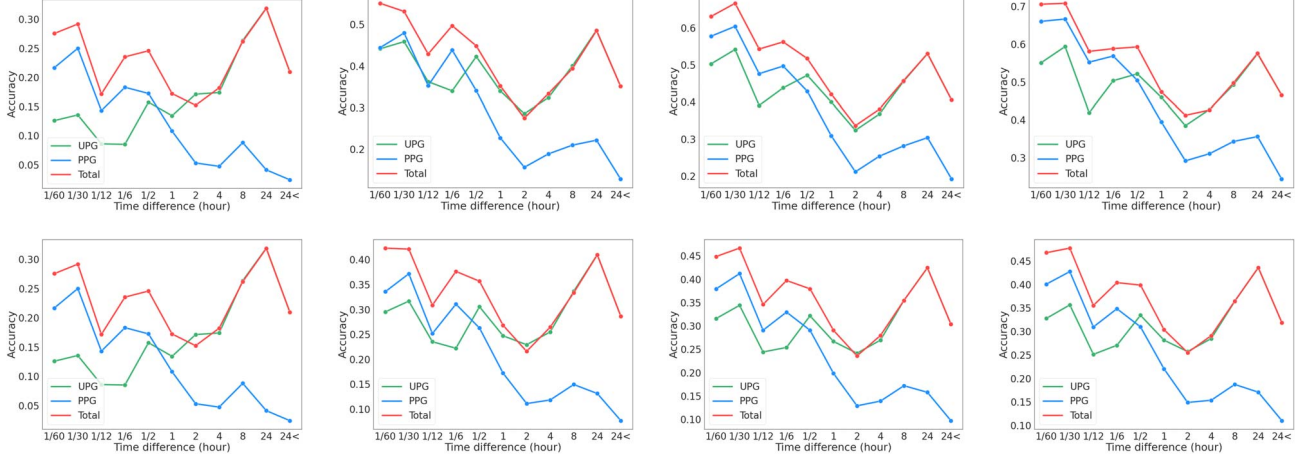 0.30
0.25
0.20
0.15
0.10
0.05
Accuracy
UPG
PPG
Total
1/60 1/30 1/12 1/6 1/2 1 2 4 8 24 24<
Time difference (hour)
0.5
0.4
0.3
0.2
Accuracy
UPG
PPG
Total
1/60 1/30 1/12 1/6 1/2 1 2 4 8 24 24<
Time difference (hour)
0.6
0.5
0.4
0.3
0.2
Accuracy
UPG
PPG
Total
1/60 1/30 1/12 1/6 1/2 1 2 4 8 24 24<
Time difference (hour)
0.7
0.6
0.5
0.4
0.3
Accuracy
UPG
PPG
Total
1/60 1/30 1/12 1/6 1/2 1 2 4 8 24 24<
Time difference (hour)
0.30
0.25
0.20
0.15
0.10
0.05
Accuracy
UPG
PPG
Total
1/60 1/30 1/12 1/6 1/2 1 2 4 8 24 24<
Time difference (hour)
0.40
0.35
0.30
0.25
0.20
0.15
0.10
Accuracy
UPG
PPG
Total
1/60 1/30 1/12 1/6 1/2 1 2 4 8 24 24<
Time difference (hour)
0.45
0.40
0.35
0.30
0.25
0.20
0.15
0.10
Accuracy
UPG
PPG
Total
1/60 1/30 1/12 1/6 1/2 1 2 4 8 24 24<
Time difference (hour)
0.45
0.40
0.35
0.30
0.25
0.20
0.15
0.10
Accuracy
UPG
PPG
Total
1/60 1/30 1/12 1/6 1/2 1 2 4 8 24 24<
Time difference (hour)